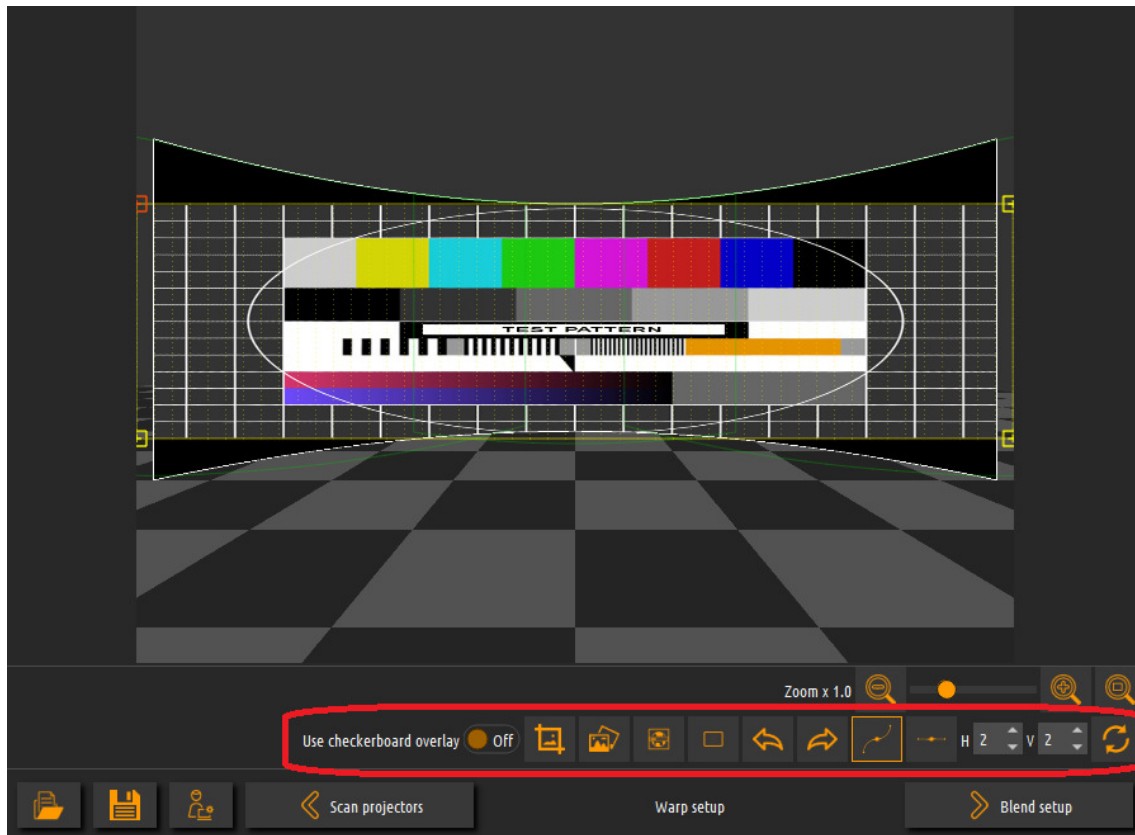 TEST PATTERN
Zoom x 1.0
Use checkerboard overlay Off H 2 V 2
Scan projectors Warp setup Blend setup